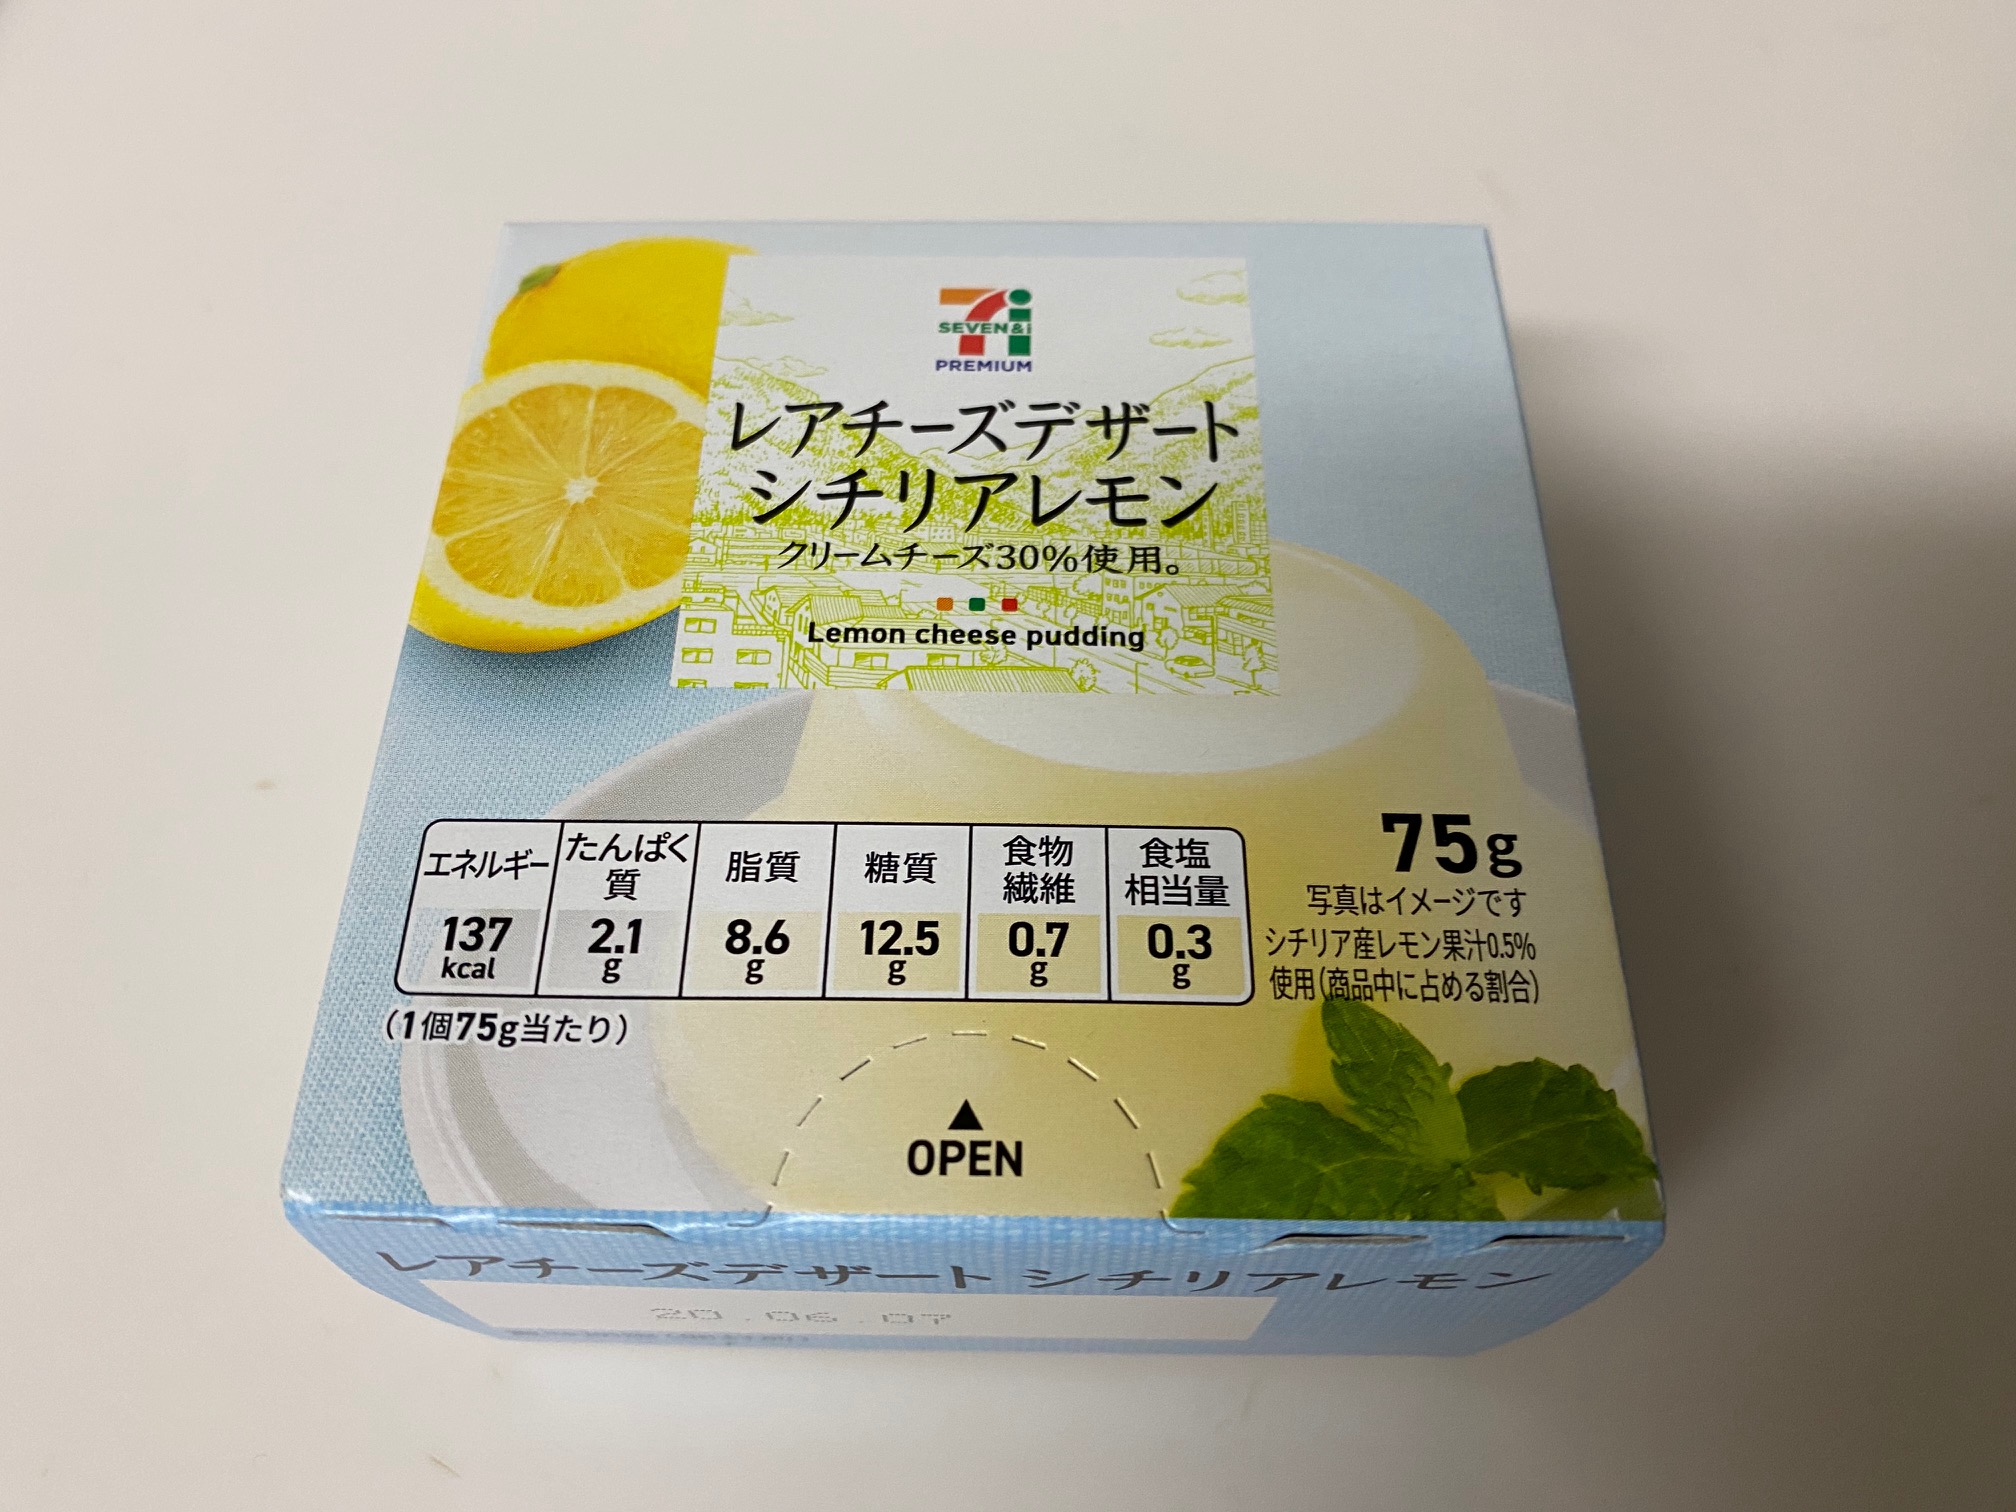 SEVEN&i
PREMIUM
レアチーズデザート
シチリアレモン
クリームチーズ30%使用。
Lemon cheese pudding
エネルギー
137
kcal
たんぱく
質
2.1
g
脂質
8.6
g
糖質
12.5
g
食物
繊維
0.7
g
食塩
相当量
0.3
g
(1個75g当たり)
75g
写真はイメージです
シチリア産レモン果汁0.5%
使用(商品中に占める割合)
OPEN
レアチーズデザート シチリアレモン
20.06.07